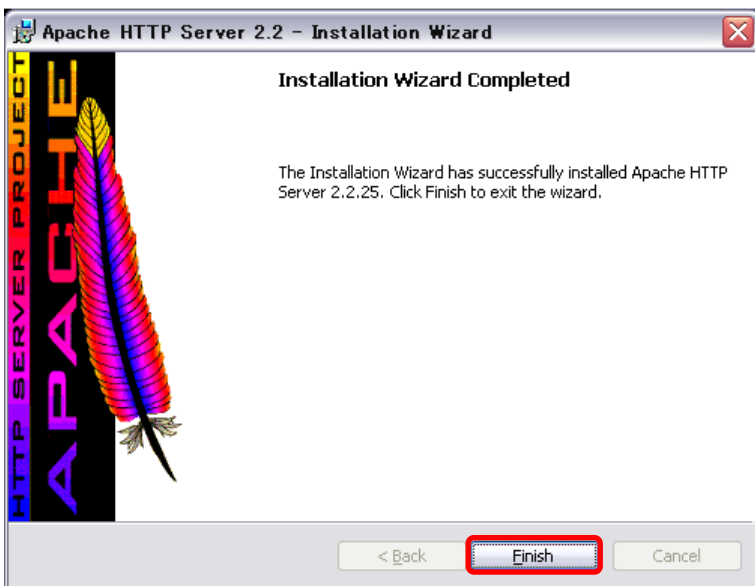 Apache HTTP Server 2.2 - Installation Wizard
HTTP SERVER PROJECT
APACHE
Installation Wizard Completed
The Installation Wizard has successfully installed Apache HTTP
Server 2.2.25. Click Finish to exit the wizard.
< Back
Finish
Cancel